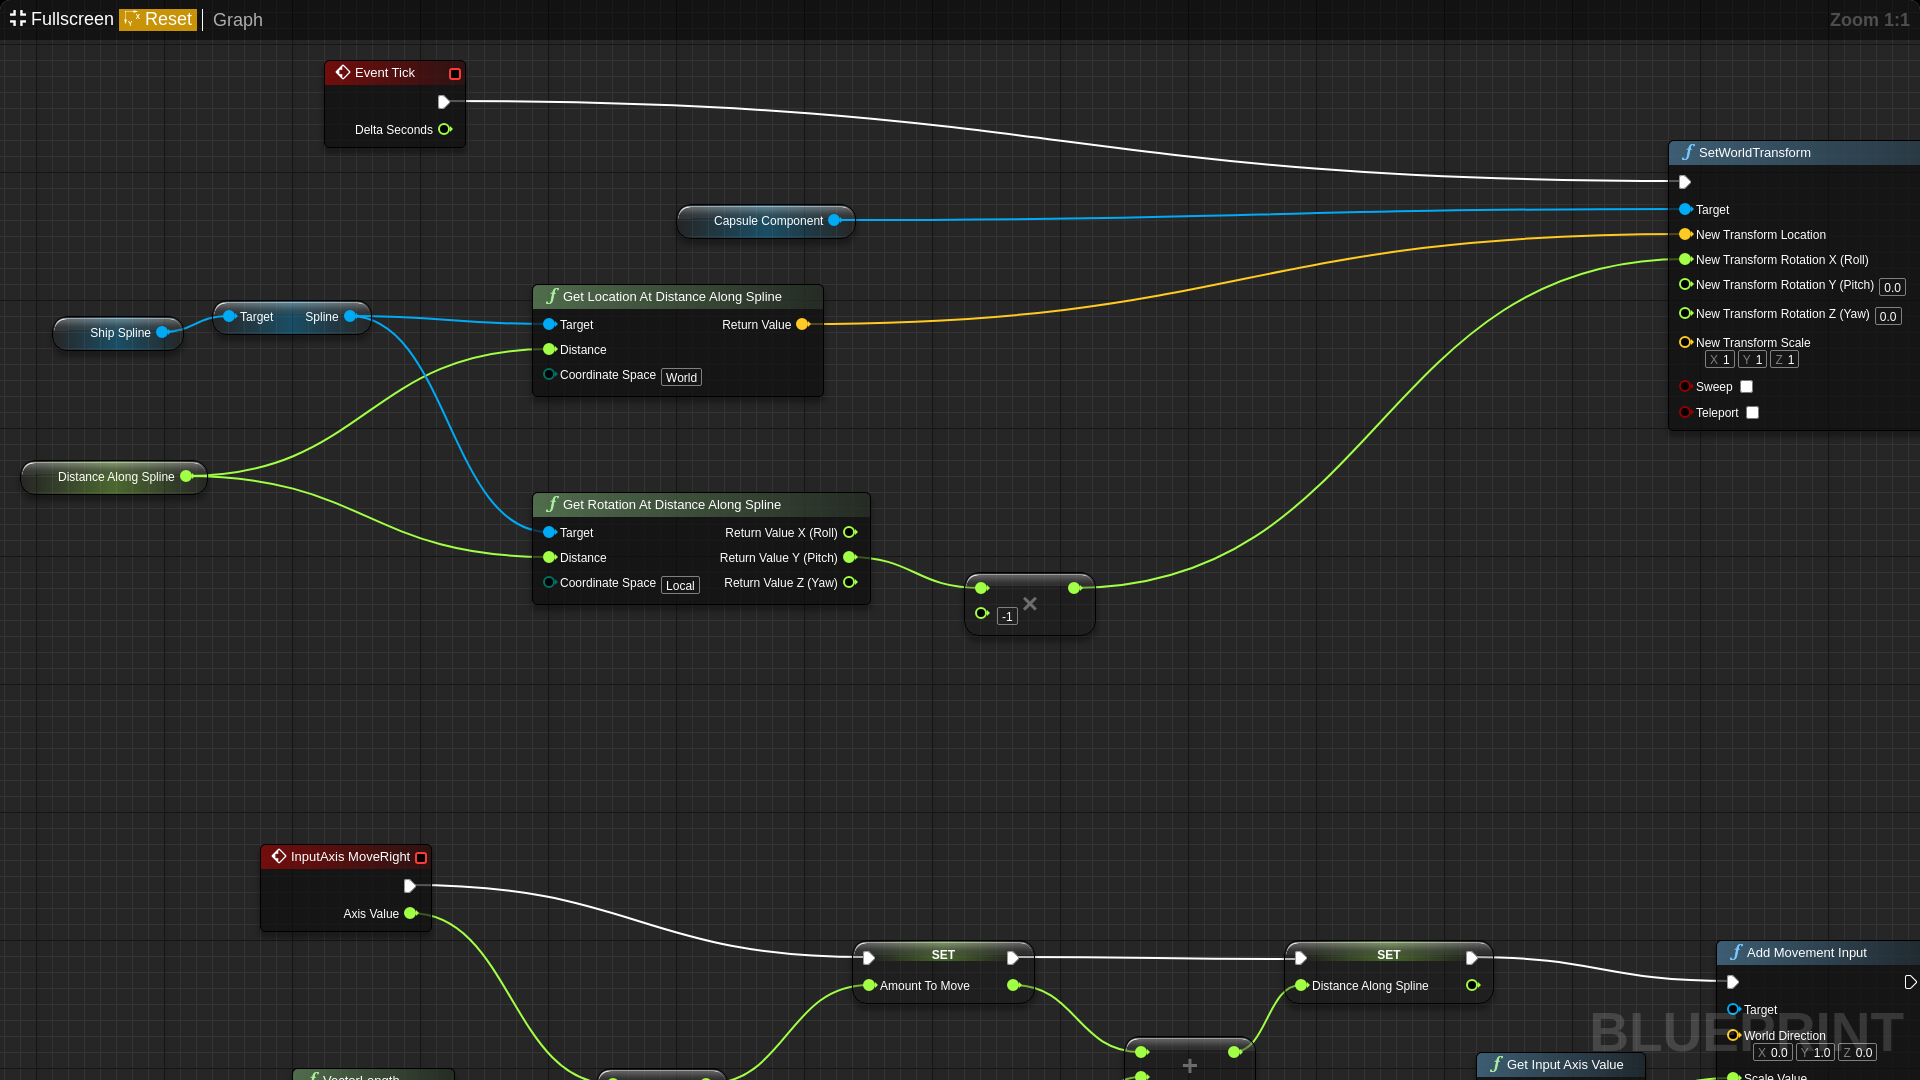 Fullscreen Reset Graph Zoom 1:1
Event Tick
Delta Seconds
SetWorldTransform
Target
New Transform Location
New Transform Rotation X (Roll)
New Transform Rotation Y (Pitch) 0.0
New Transform Rotation Z (Yaw) 0.0
New Transform Scale
X 1 Y 1 Z 1
Sweep
Teleport
Capsule Component
Ship Spline
Target Spline
Get Location At Distance Along Spline
Target Return Value
Distance
Coordinate Space World
Distance Along Spline
Get Rotation At Distance Along Spline
Target Return Value X (Roll)
Distance Return Value Y (Pitch)
Coordinate Space Local Return Value Z (Yaw)
-1
InputAxis MoveRight
Axis Value
SET
Amount To Move
SET
Distance Along Spline
Add Movement Input
Target
World Direction
X 0.0 Y 1.0 Z 0.0
Scale Value
BLUEPRINT
Get Input Axis Value
VectorLength